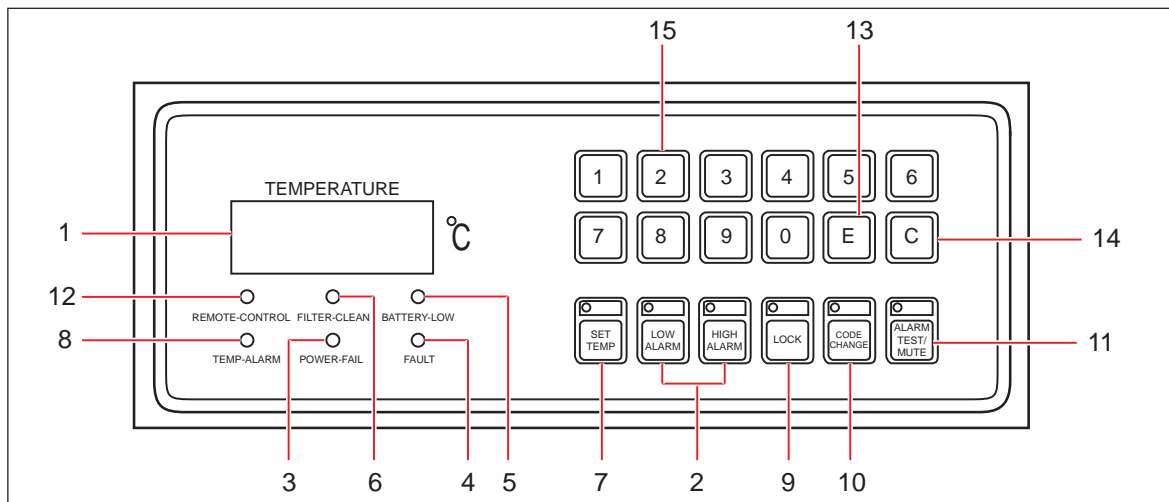 15 13
1 2 3 4 5 6
TEMPERATURE
1 °C 7 8 9 0 E C 14
12
REMOTE-CONTROL FILTER-CLEAN BATTERY-LOW
8
TEMP-ALARM POWER-FAIL FAULT
SET TEMP
LOW ALARM
HIGH ALARM
LOCK
CODE CHANGE
ALARM TEST/ MUTE
11
3 6 4 5 7 2 9 10